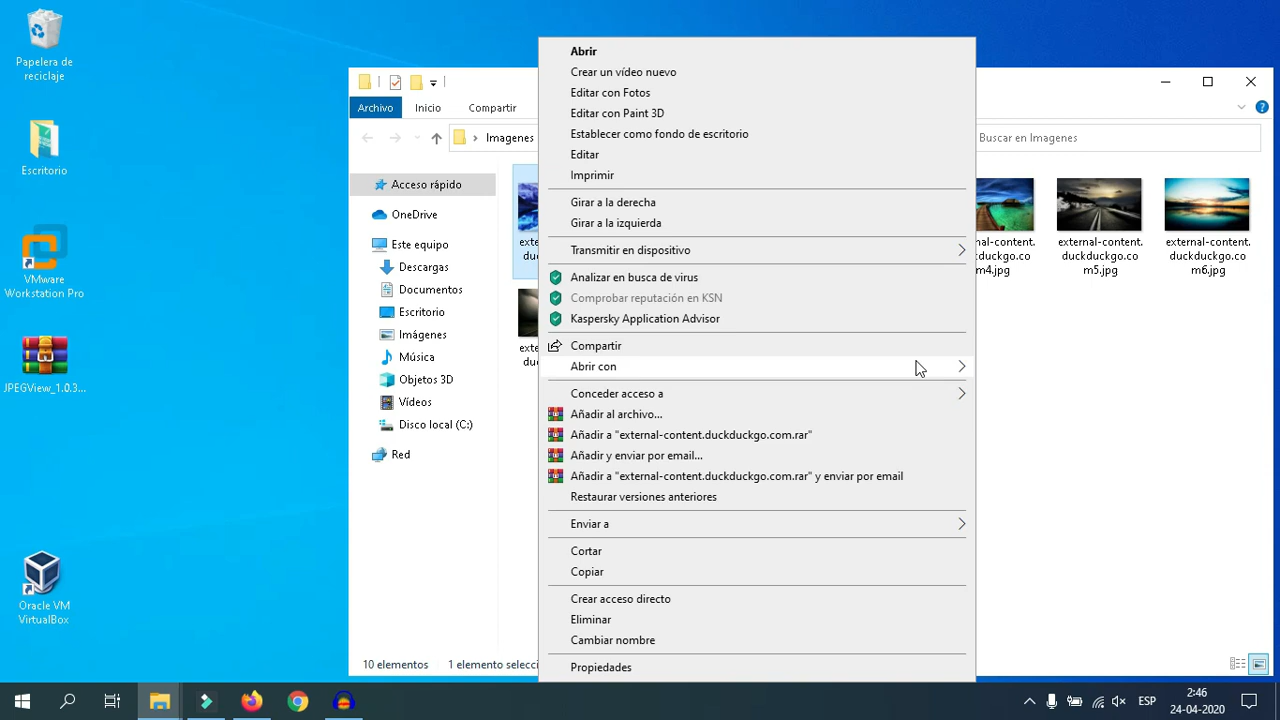 Papelera de
reciclaje
Escritorio
VMware
Workstation Pro
JPEGView_1.0.3...
Oracle VM
VirtualBox
Archivo
Inicio
Compartir
Imagenes
Buscar en Imagenes
Acceso rápido
OneDrive
Este equipo
Descargas
Documentos
Escritorio
Imágenes
Música
Objetos 3D
Vídeos
Disco local (C:)
Red
Abrir
Crear un vídeo nuevo
Editar con Fotos
Editar con Paint 3D
Establecer como fondo de escritorio
Editar
Imprimir
Girar a la derecha
Girar a la izquierda
Transmitir en dispositivo
Analizar en busca de virus
Comprobar reputación en KSN
Kaspersky Application Advisor
Compartir
Abrir con
Conceder acceso a
Añadir al archivo...
Añadir a "external-content.duckduckgo.com.rar"
Añadir y enviar por email...
Añadir a "external-content.duckduckgo.com.rar" y enviar por email
Restaurar versiones anteriores
Enviar a
Cortar
Copiar
Crear acceso directo
Eliminar
Cambiar nombre
Propiedades
nal-content.
duckduckgo.co
m4.jpg
external-content.
duckduckgo.co
m5.jpg
external-content.
duckduckgo.co
m6.jpg
10 elementos
1 elemento selecci
ESP
2:46
24-04-2020